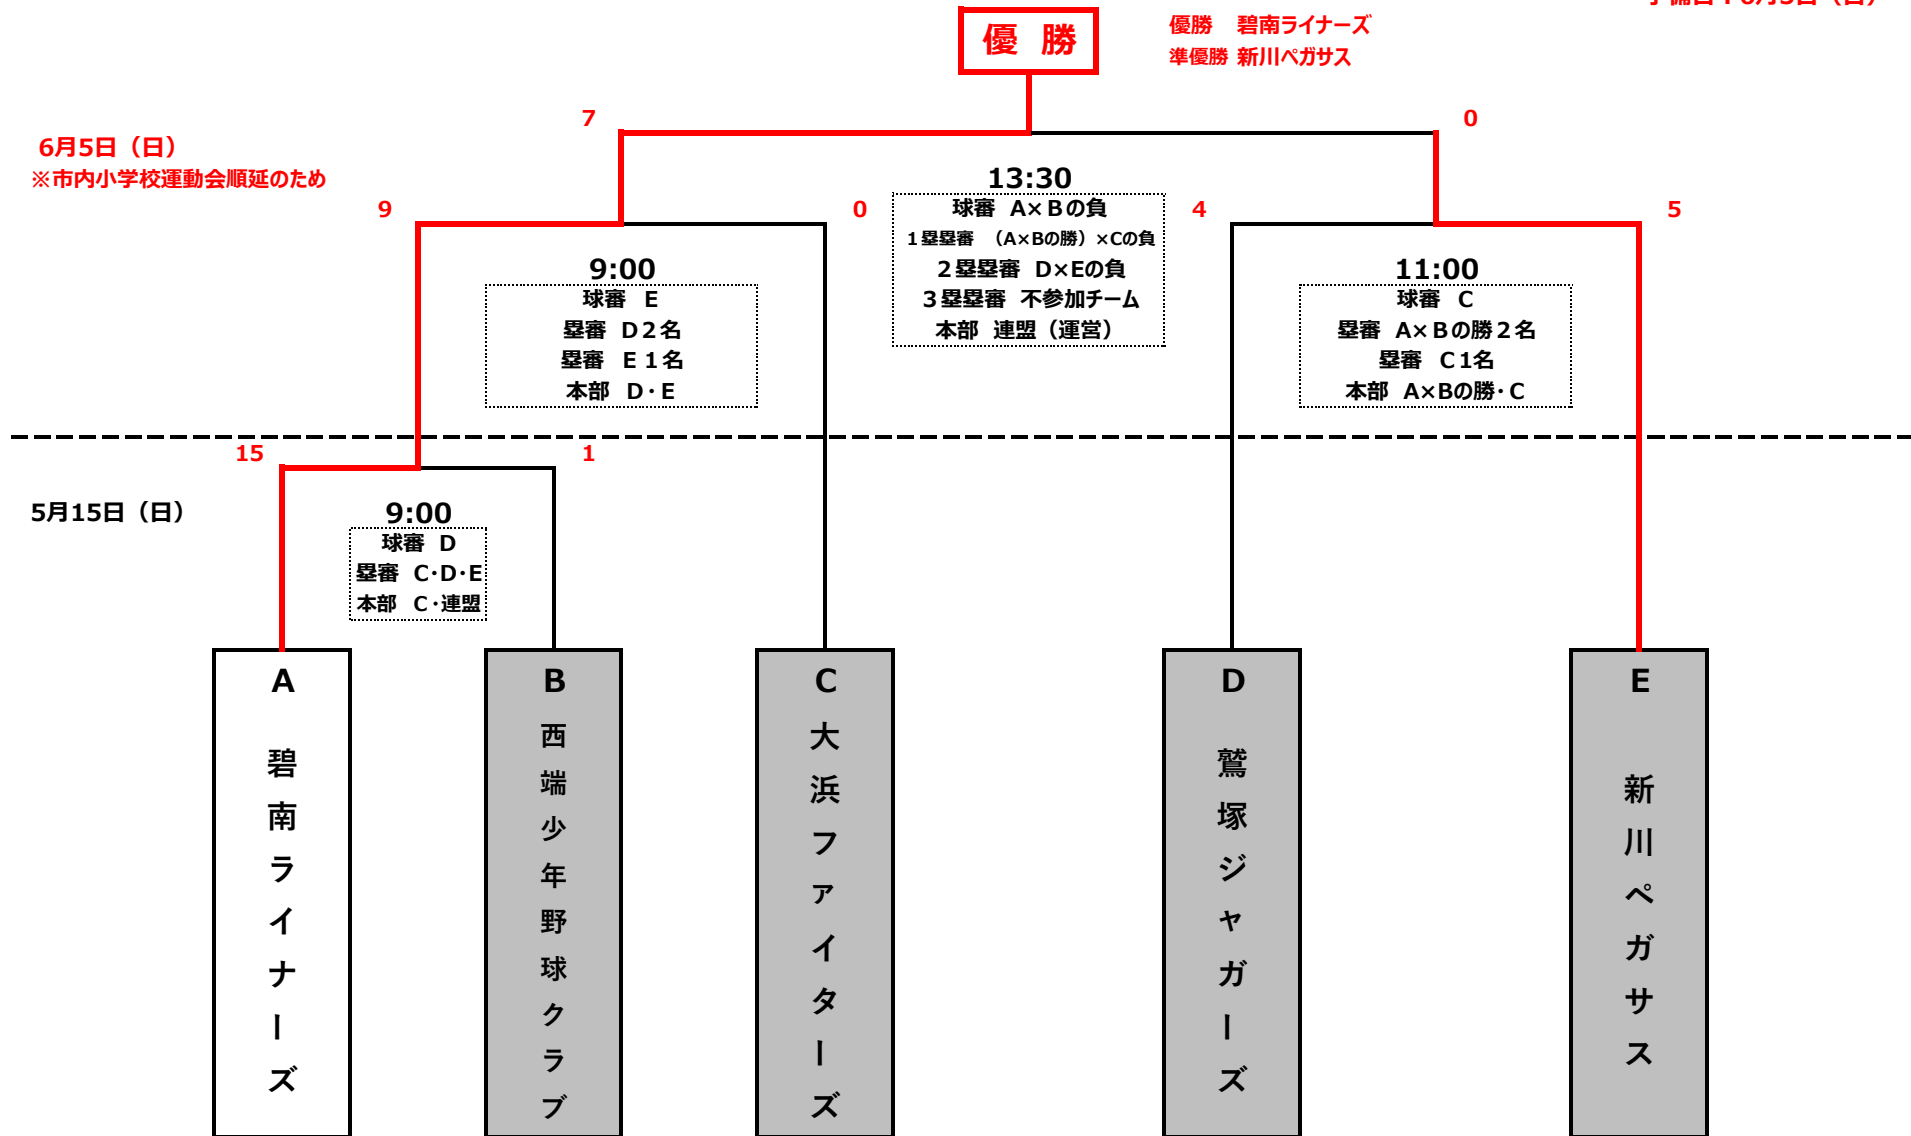 優 勝
優勝 碧南ライナーズ
準優勝 新川ペガサス
7
0
6月5日（日）
※市内小学校運動会順延のため
9
0
13:30
球審 A×Bの負
1塁塁審 （A×Bの勝）×Cの負
2塁塁審 D×Eの負
3塁塁審 不参加チーム
本部 連盟（運営）
4
5
9:00
球審 E
塁審 D2名
塁審 E1名
本部 D・E
11:00
球審 C
塁審 A×Bの勝2名
塁審 C1名
本部 A×Bの勝・C
15
1
5月15日（日）
9:00
球審 D
塁審 C・D・E
本部 C・連盟
A
碧南ライナーズ
B
西端少年野球クラブ
C
大浜ファイターズ
D
鷲塚ジャガーズ
E
新川ペガサス